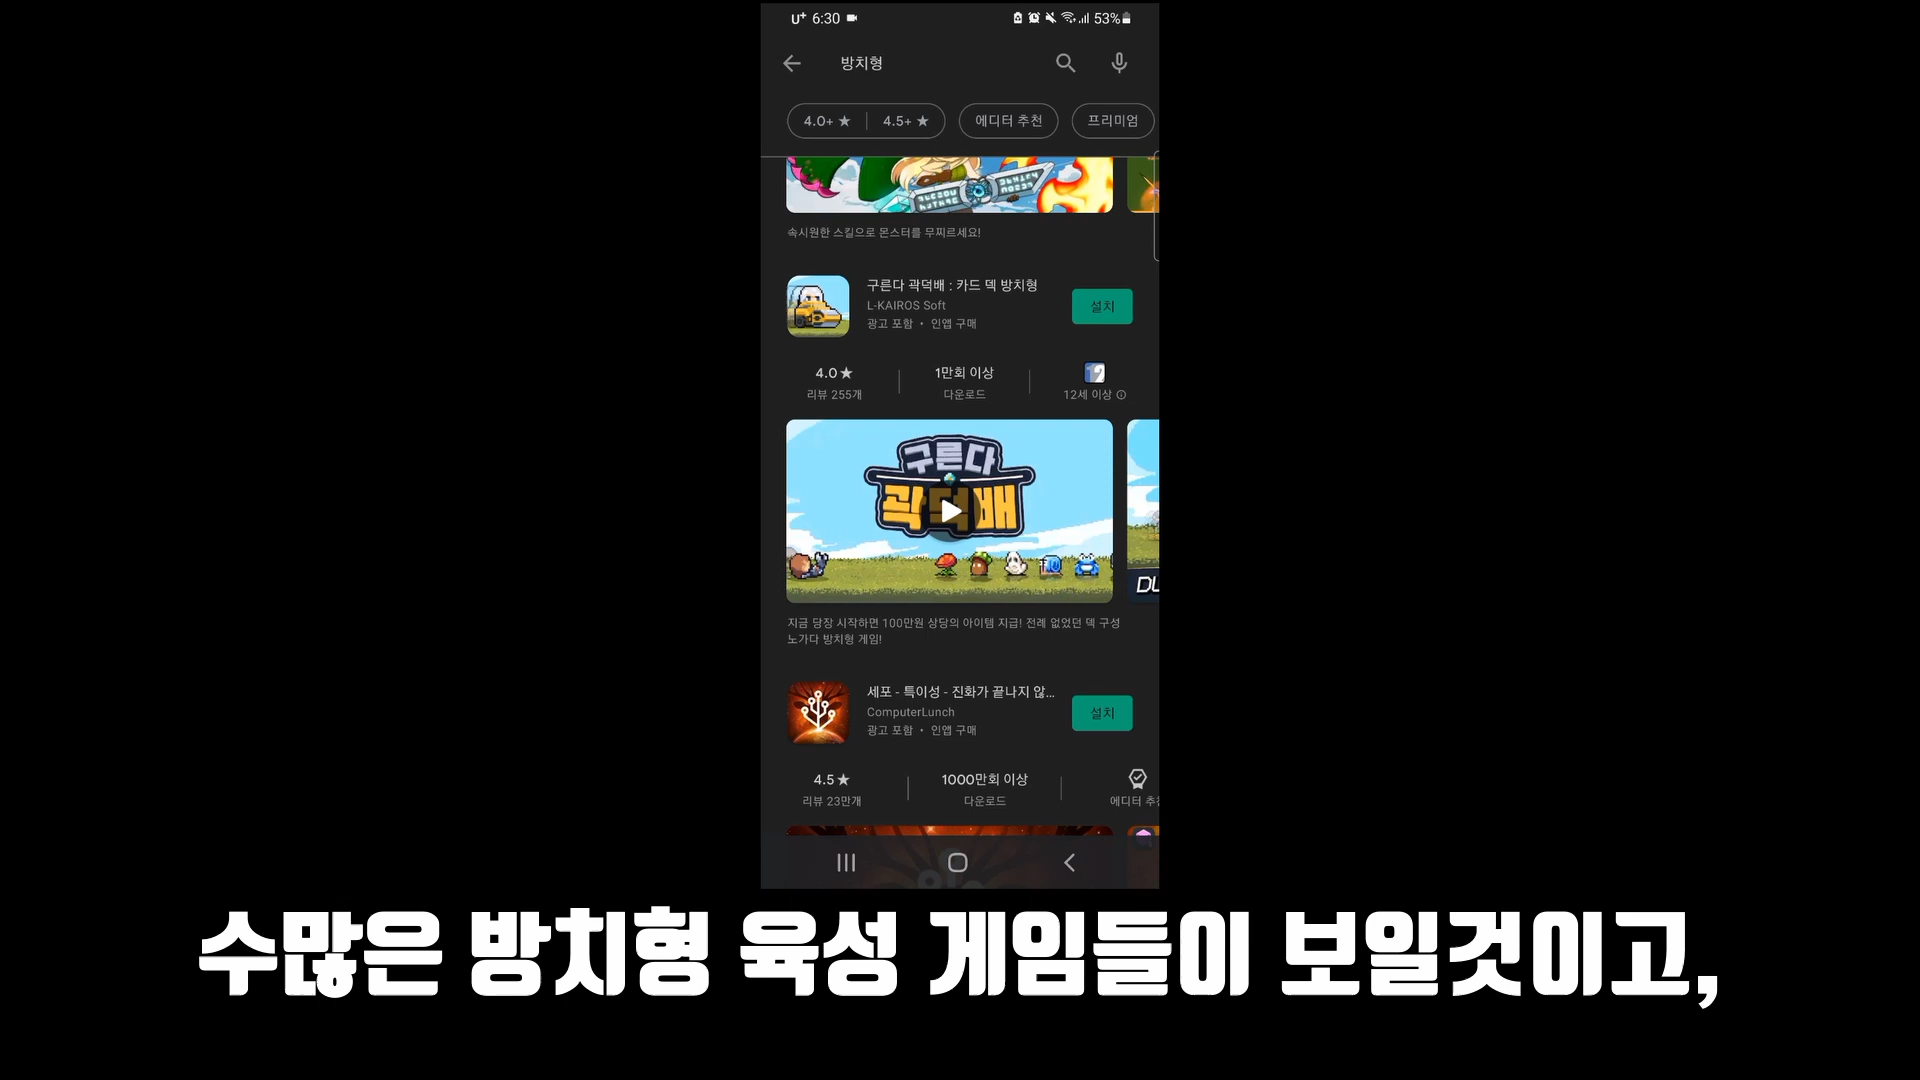 U+ 6:30 53%
방치형
4.0+ ★ 4.5+ ★ 에디터 추천 프리미엄
속시원한 스킬으로 몬스터를 무찌르세요!
구른다 곽덕배 : 카드 덱 방치형
L-KAIROS Soft
광고 포함 • 인앱 구매
설치
4.0★ 1만회 이상 12
리뷰 255개 다운로드 12세 이상
구른다
곽덕배
DU
지금 당장 시작하면 100만원 상당의 아이템 지급! 전례 없었던 덱 구성
노가다 방치형 게임!
세포 - 특이성 - 진화가 끝나지 않...
ComputerLunch
광고 포함 • 인앱 구매
설치
4.5★ 1000만회 이상
리뷰 23만개 다운로드 에디터 추천
수많은 방치형 육성 게임들이 보일것이고,